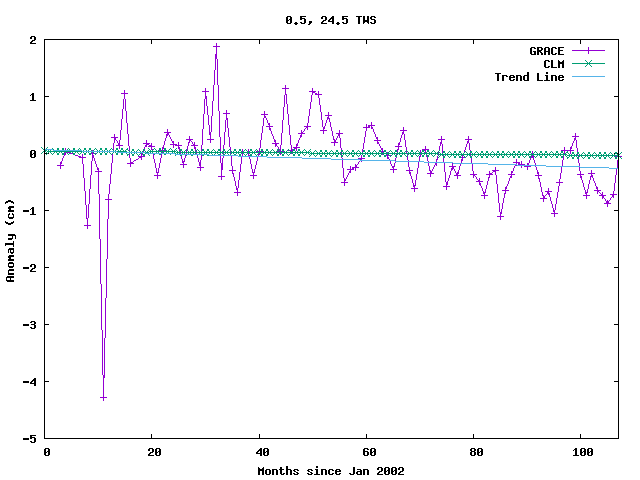 0.5, 24.5 TWS
GRACE
CLM
Trend Line
2
1
0
-1
-2
-3
-4
-5
Anomaly (cm)
0 20 40 60 80 100
Months since Jan 2002